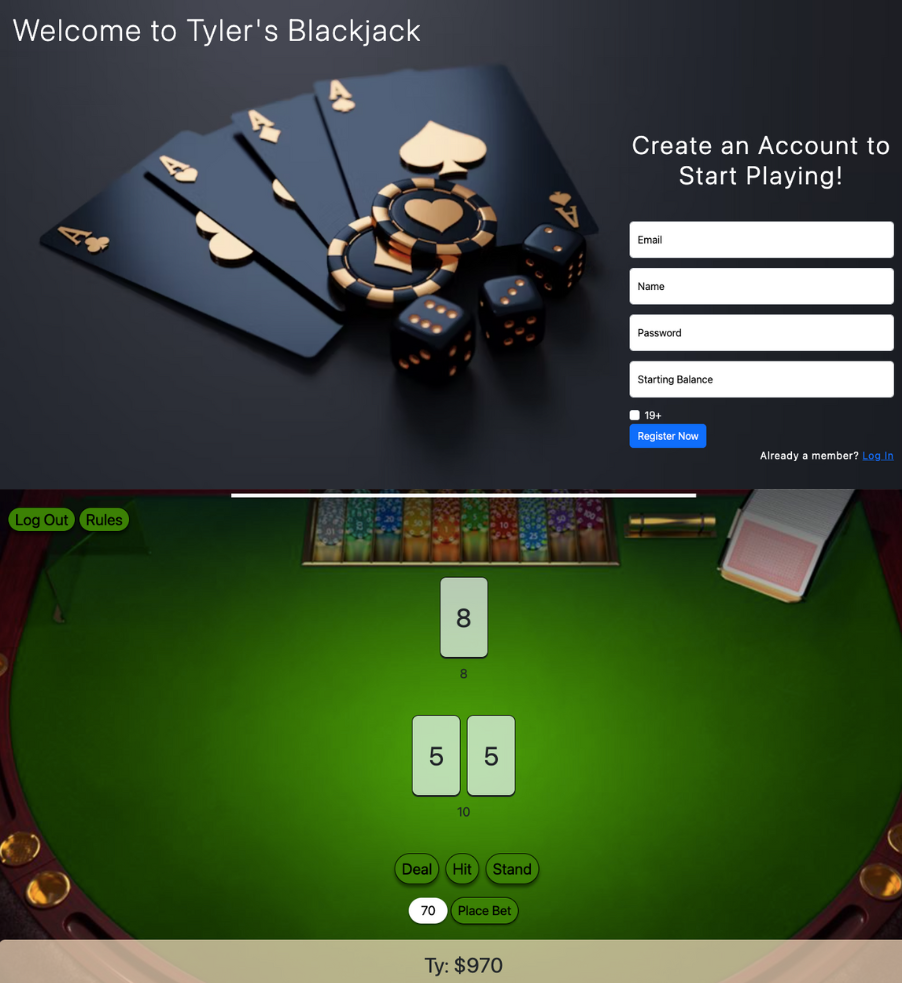 Welcome to Tyler's Blackjack
A
A
A
A
A
Create an Account to
Start Playing!
Email
Name
Password
Starting Balance
19+
Register Now
Already a member? Log In
Log Out Rules
10
25
8
8
5 5
10
Deal Hit Stand
70 Place Bet
Ty: $970